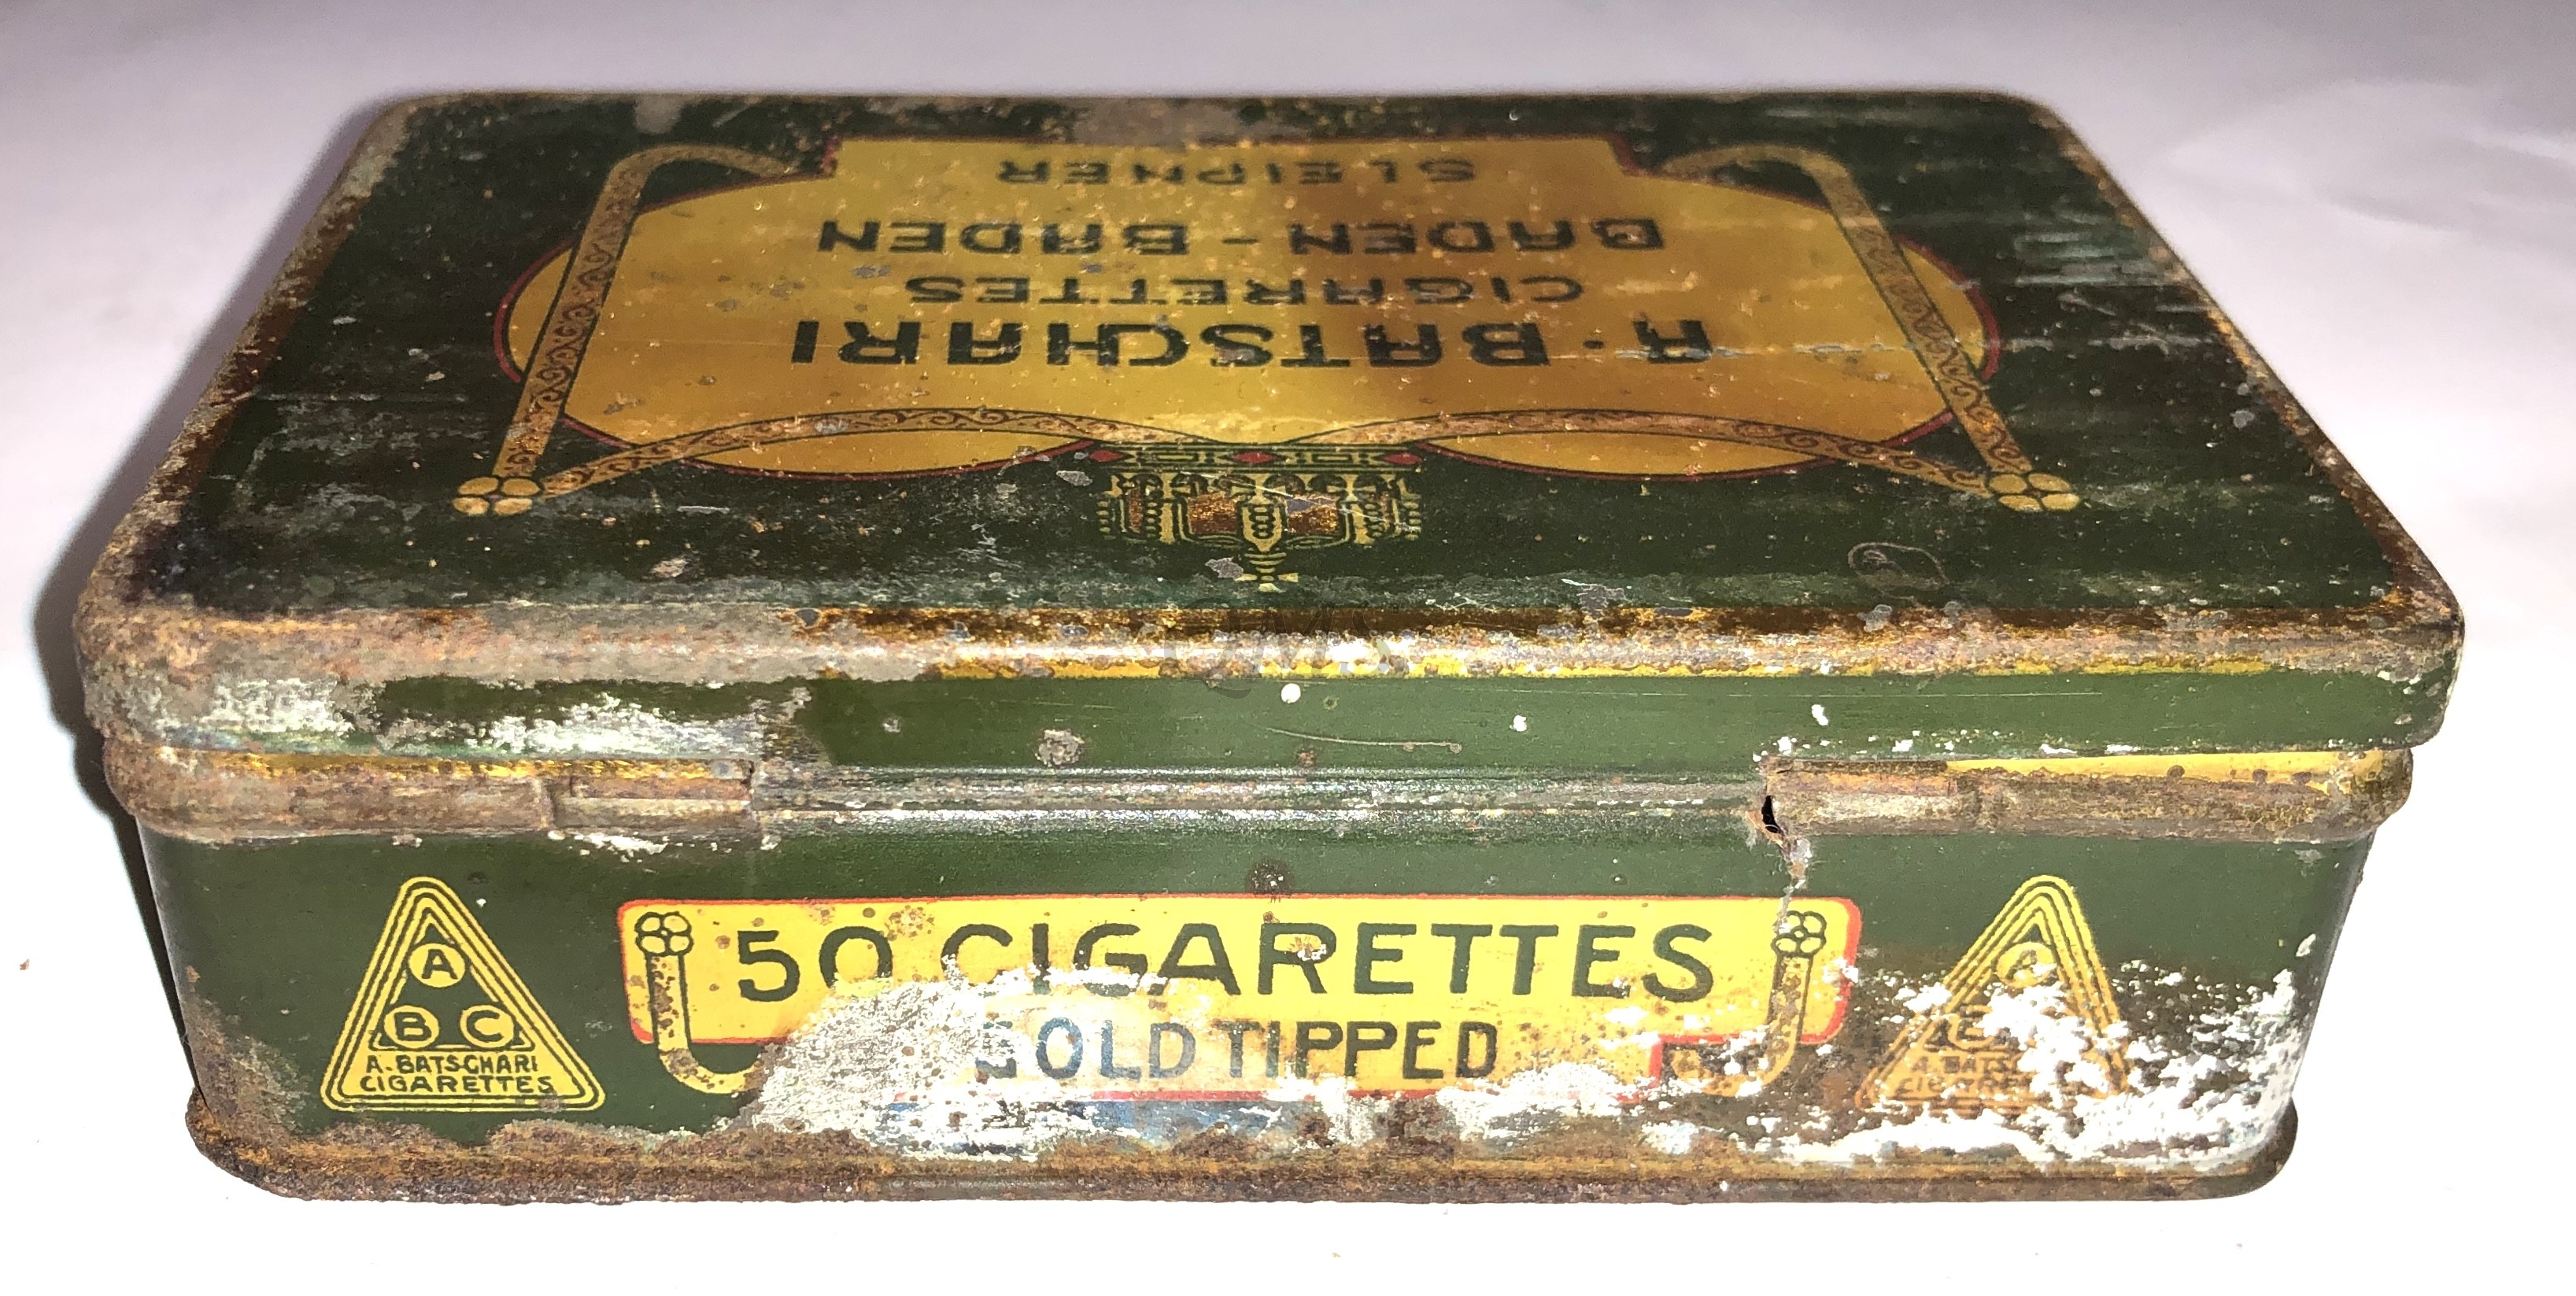 A·BATSCHARI
CIGARETTES
BADEN-BADEN
SLEIPNER
50 CIGARETTES
GOLD TIPPED
A
B C
A.BATSCHARI
CIGARETTES
A